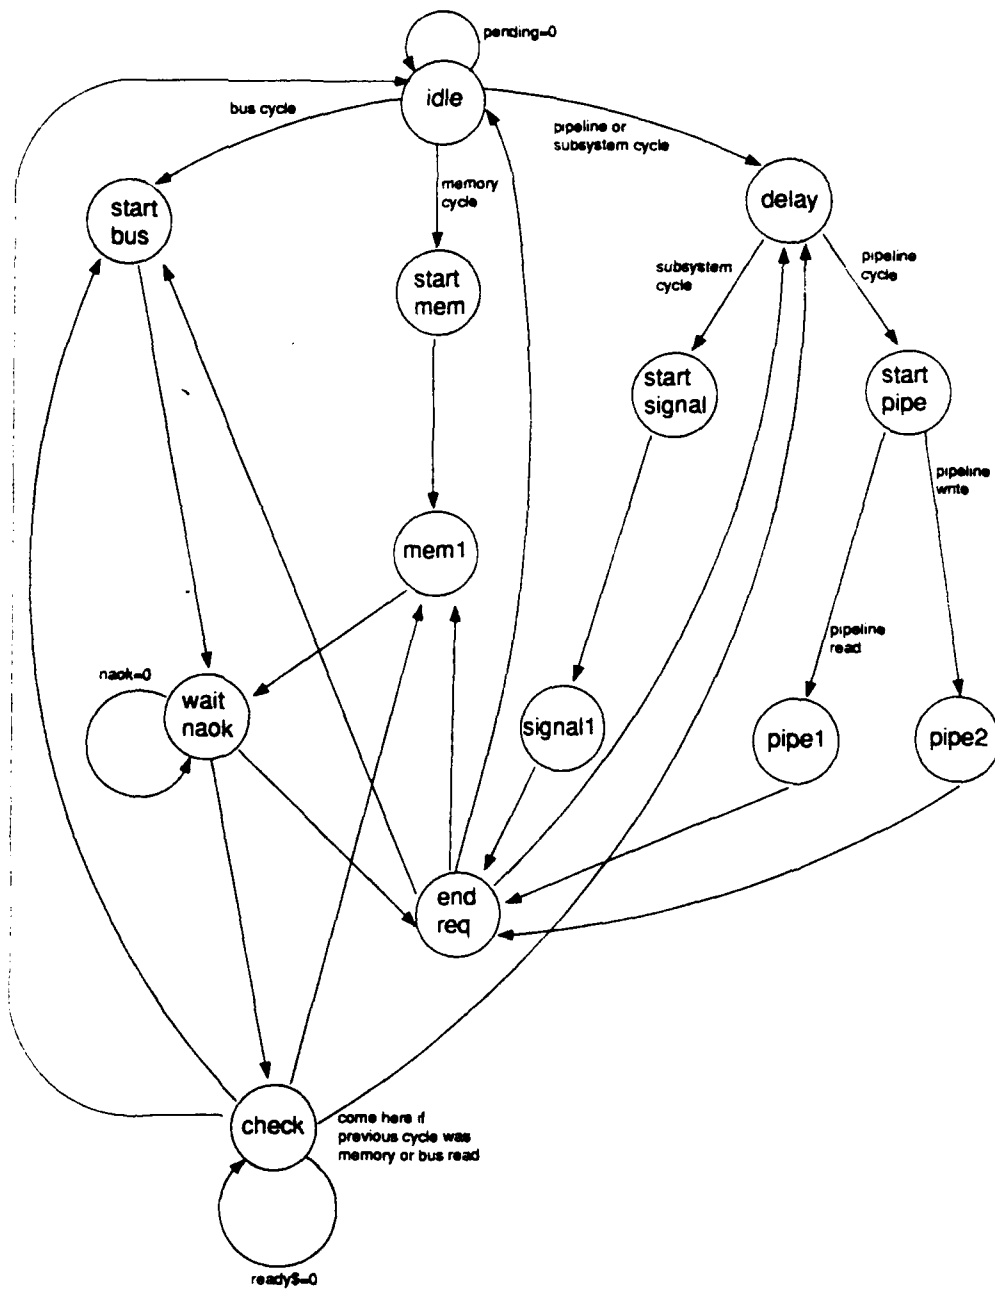 pending=0
idle
bus cycle
pipeline or
subsystem cycle
memory
cycle
start
bus
delay
start
mem
subsystem
cycle
pipeline
cycle
start
signal
start
pipe
pipeline
write
mem1
pipeline
read
naok=0
wait
naok
signal1
pipe1
pipe2
end
req
check
come here if
previous cycle was
memory or bus read
ready$=0